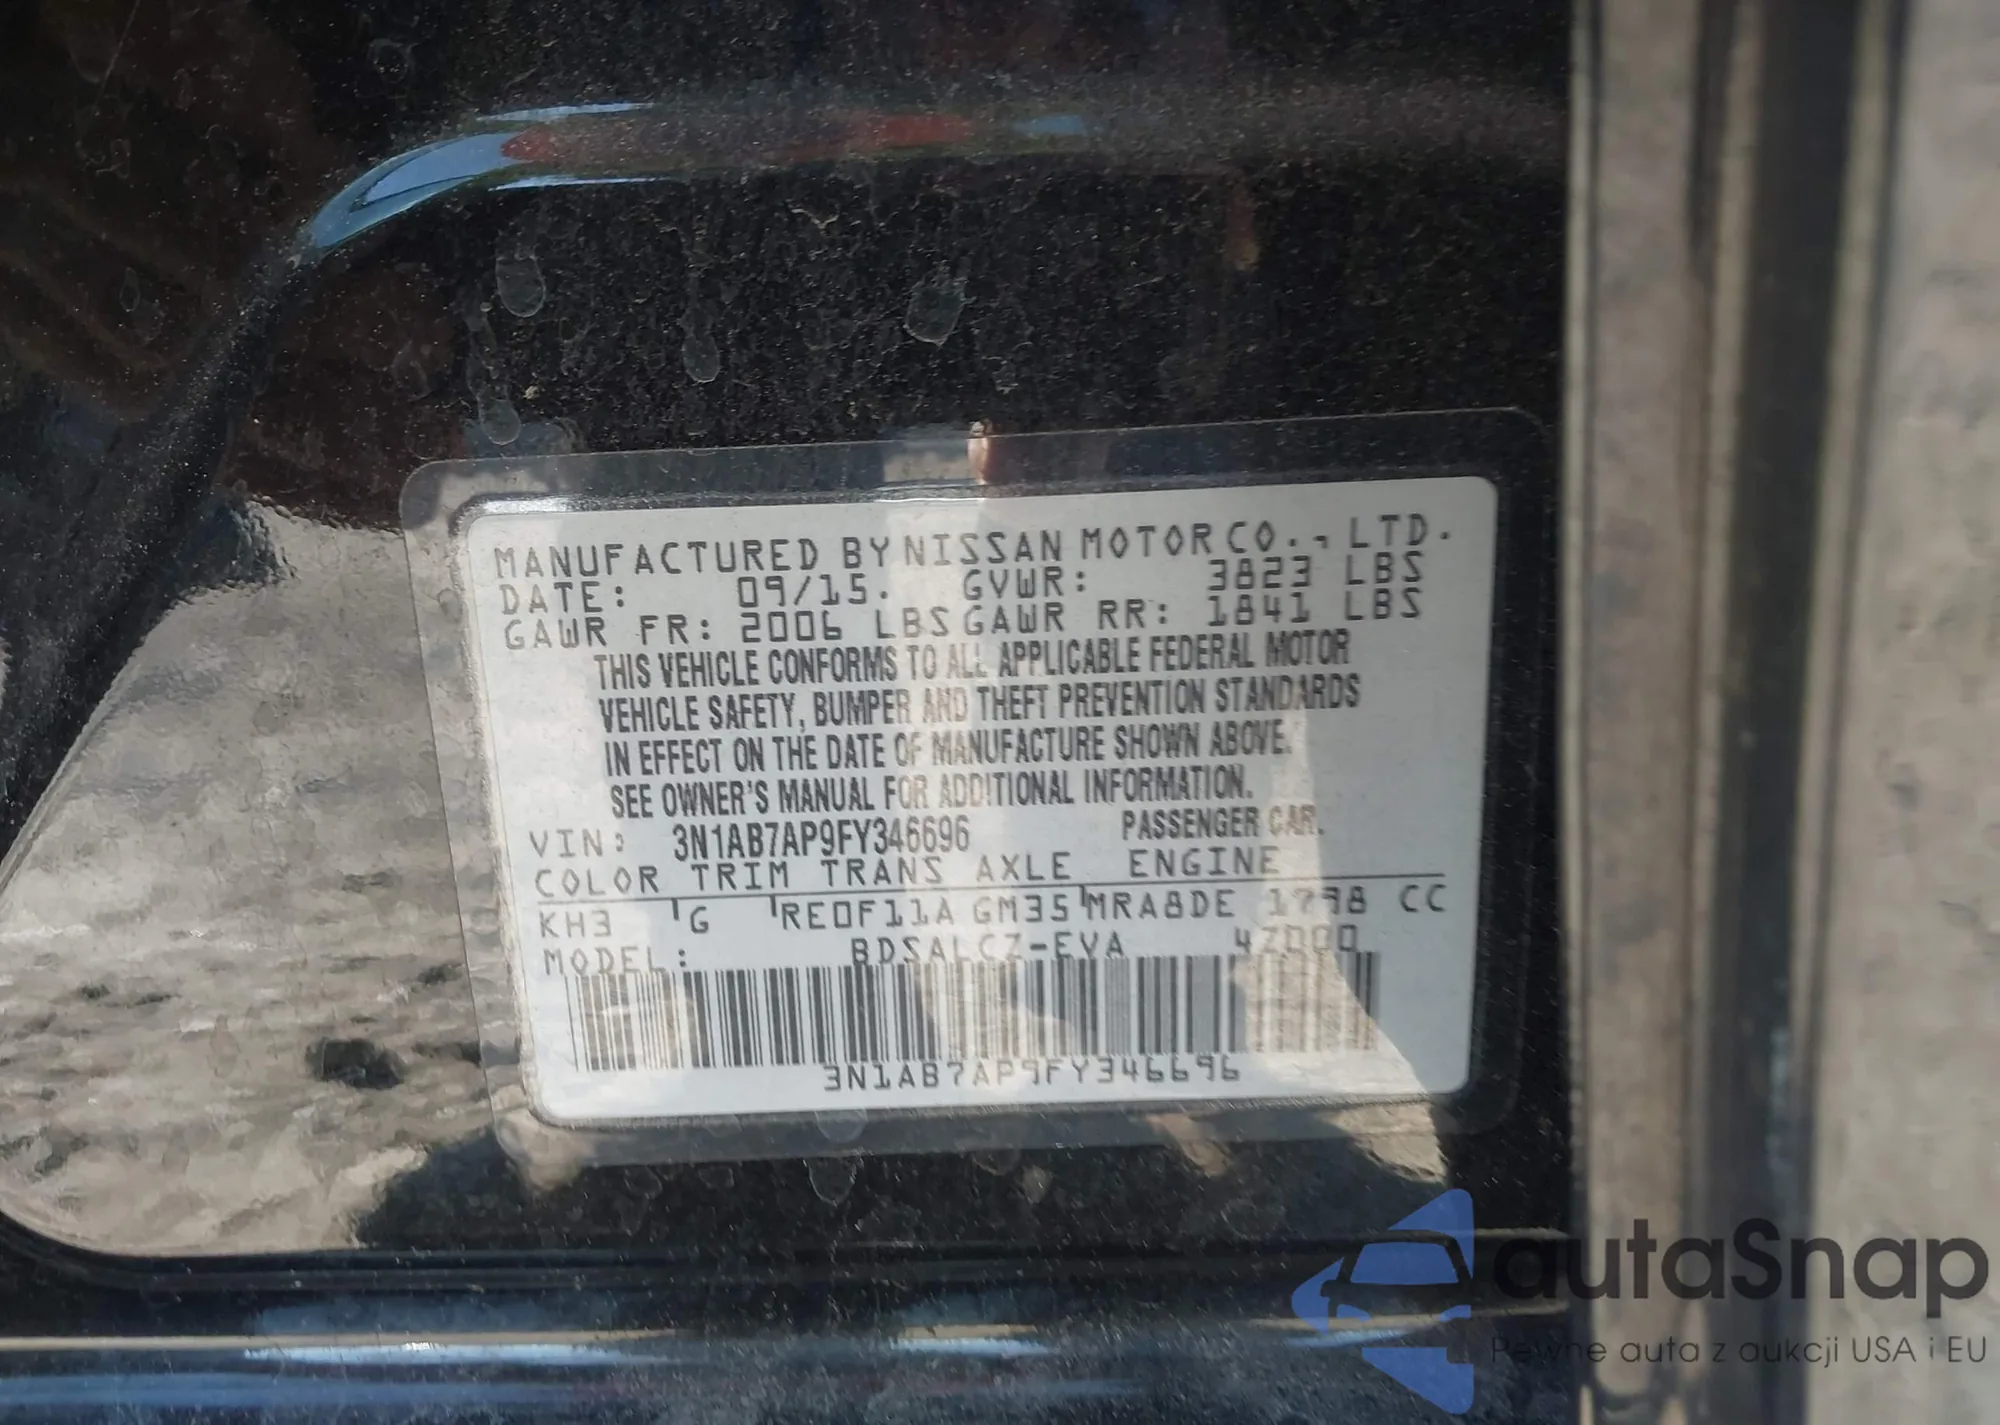 MANUFACTURED BY NISSAN MOTOR CO., LTD.
DATE: 09/15. GVWR: 3823 LBS
GAWR FR: 2006 LBS GAWR RR: 1841 LBS
THIS VEHICLE CONFORMS TO ALL APPLICABLE FEDERAL MOTOR
VEHICLE SAFETY, BUMPER AND THEFT PREVENTION STANDARDS
IN EFFECT ON THE DATE OF MANUFACTURE SHOWN ABOVE.
SEE OWNER'S MANUAL FOR ADDITIONAL INFORMATION.
VIN: 3N1AB7AP9FY346696 PASSENGER CAR.
COLOR TRIM TRANS AXLE ENGINE
KH3 G RE0F11A GM35 MRA8DE 1798 CC
MODEL: BDSALCZ-EVA 4Z000
3N1AB7AP9FY346696
autaSnap
Pewne auta z aukcji USA i EU